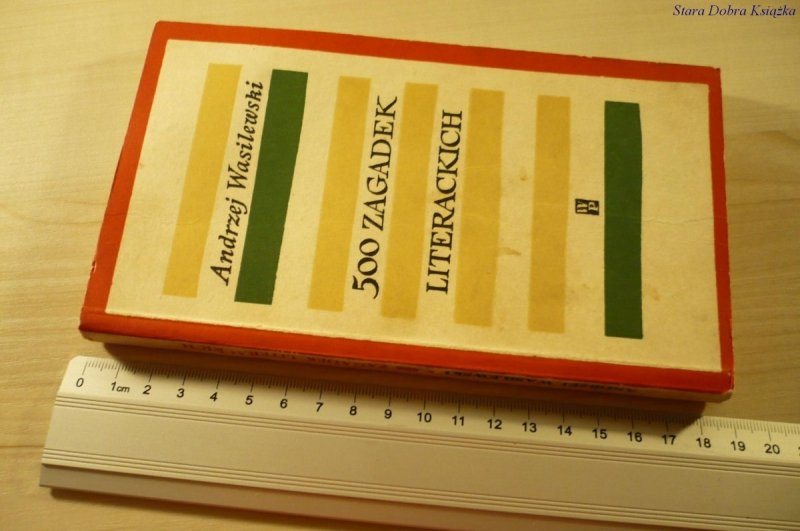 Stara Dobra Książka
Andrzej Wasilewski
500 ZAGADEK
LITERACKICH
WP
0 1cm 2 3 4 5 6 7 8 9 10 11 12 13 14 15 16 17 18 19 20